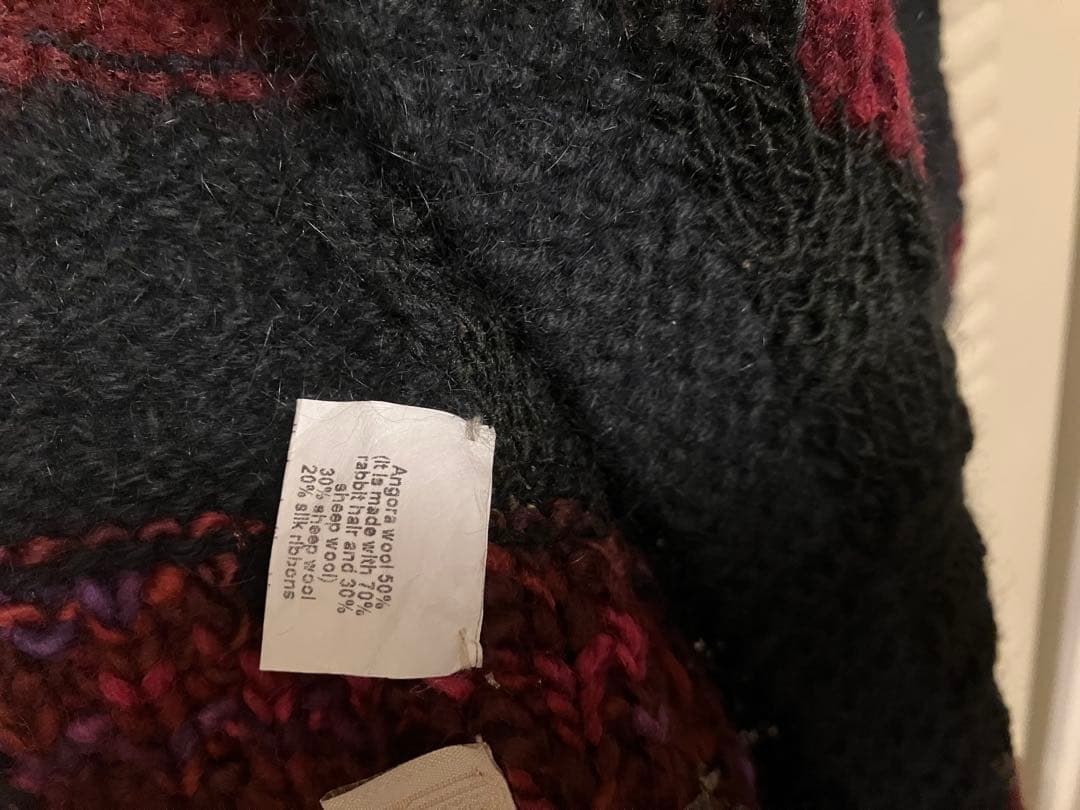 Angora wool 50%
(It is made with 70%
rabbit hair and 30%
sheep wool)
30% sheep wool
20% silk ribbons